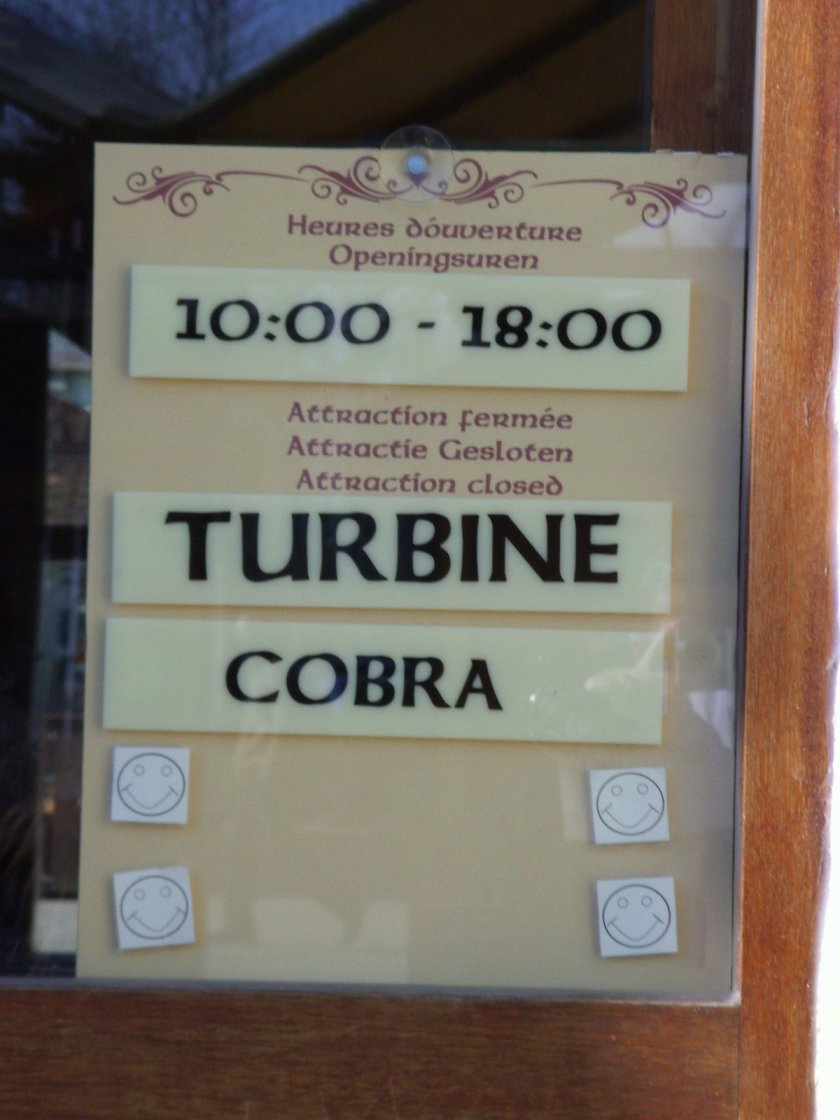 Heures dóuverture
Openingsuren
10:00 - 18:00
Attraction fermée
Attractie Gesloten
Attraction closed
TURBINE
COBRA